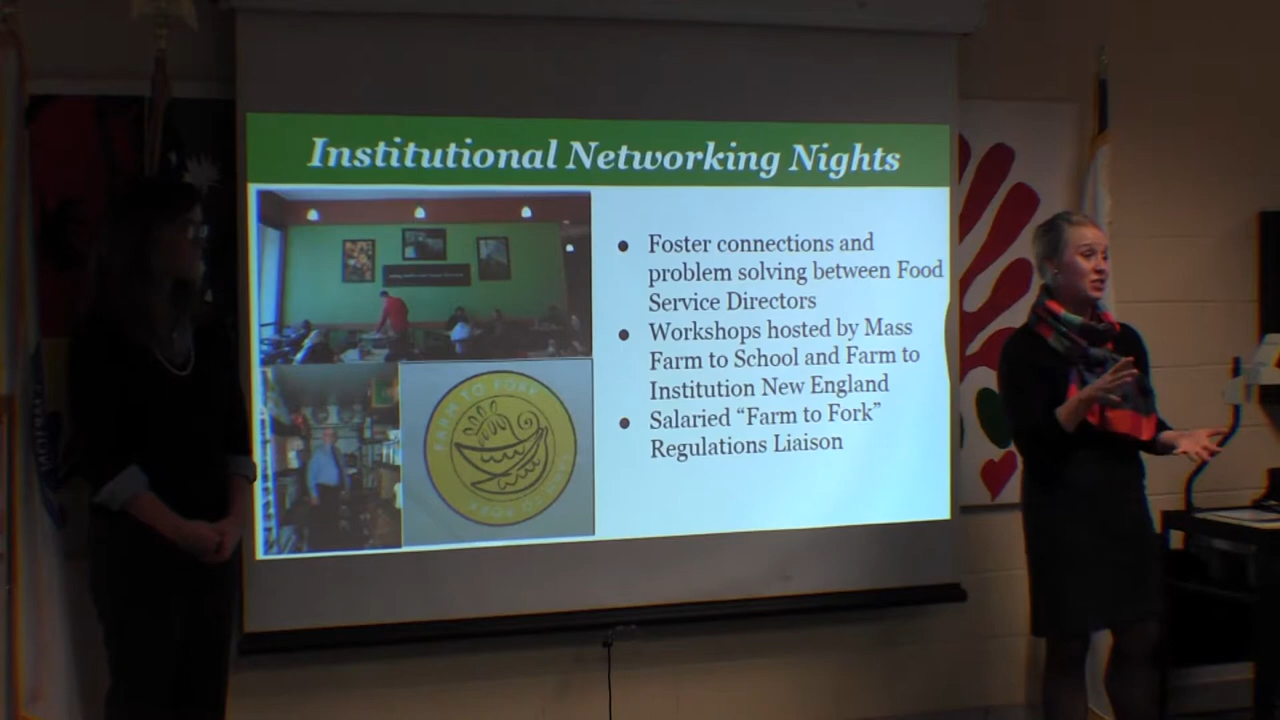 Institutional Networking Nights
Foster connections and
problem solving between Food
Service Directors
Workshops hosted by Mass
Farm to School and Farm to
Institution New England
Salaried “Farm to Fork”
Regulations Liaison
FARM TO FORK